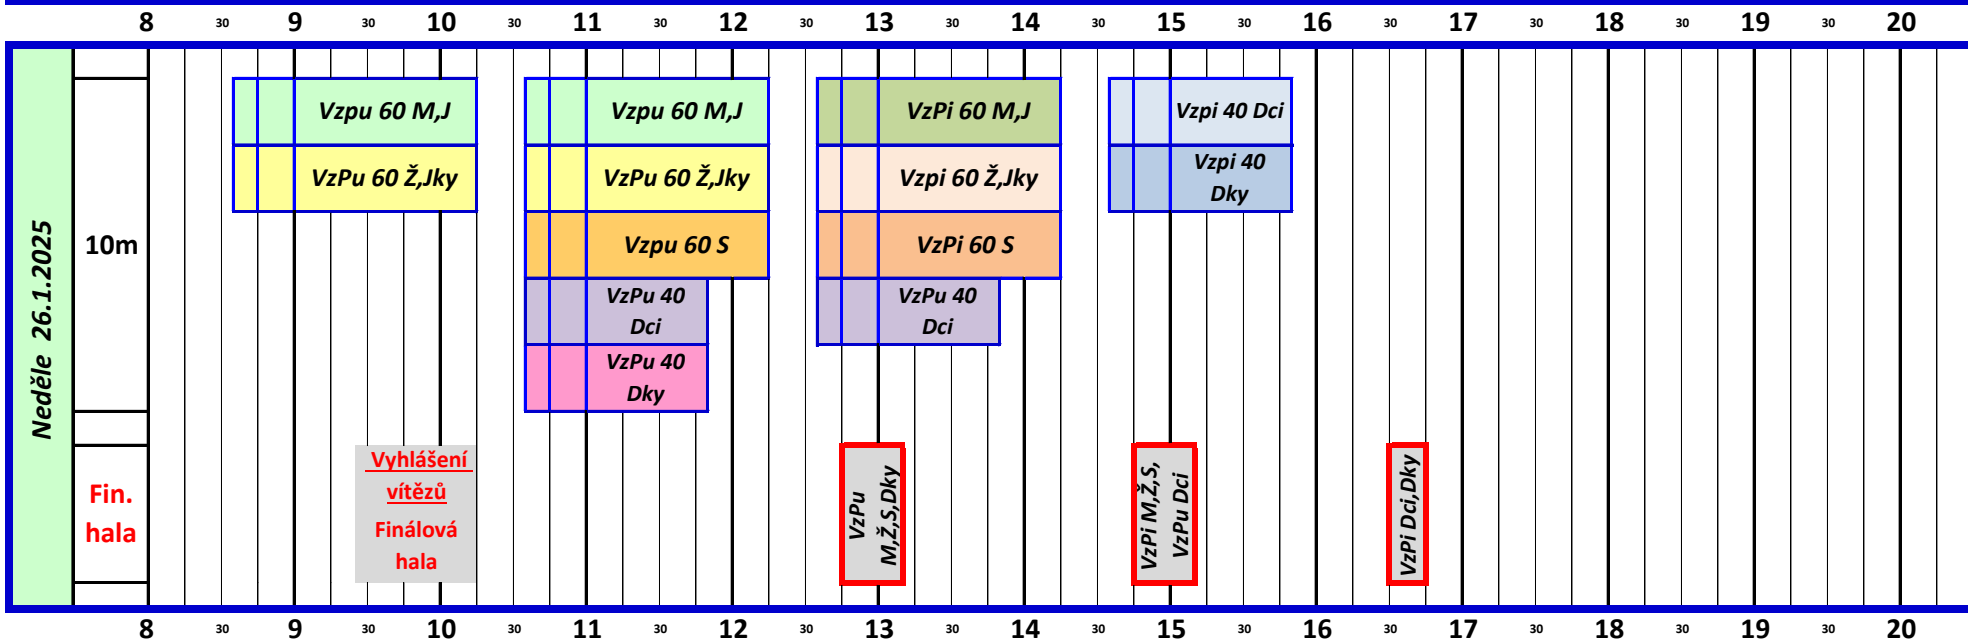 8 30 9 30 10 30 11 30 12 30 13 30 14 30 15 30 16 30 17 30 18 30 19 30 20
Neděle 26.1.2025
10m
Vzpu 60 M,J
Vzpu 60 M,J
VzPi 60 M,J
Vzpi 40 Dci
VzPu 60 Ž,Jky
VzPu 60 Ž,Jky
Vzpi 60 Ž,Jky
Vzpi 40
Dky
Vzpu 60 S
VzPi 60 S
VzPu 40
Dci
VzPu 40
Dci
VzPu 40
Dky
Fin.
hala
Vyhlášení
vítězů
Finálová
hala
VzPu
M,Ž,S,Dky
VzPi M,Ž,S,
VzPu Dci
VzPi Dci,Dky
8 30 9 30 10 30 11 30 12 30 13 30 14 30 15 30 16 30 17 30 18 30 19 30 20